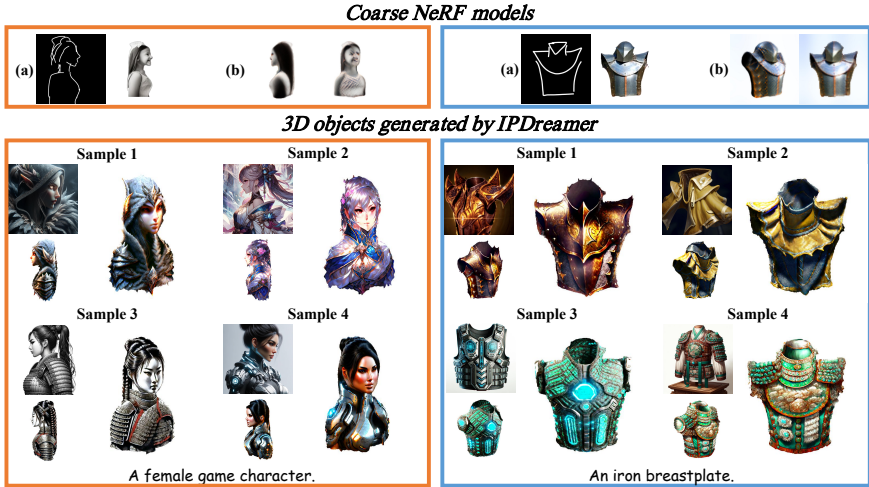 Coarse NeRF models
(a)
(b)
(a)
(b)
3D objects generated by IPDreamer
Sample 1
Sample 2
Sample 3
Sample 4
A female game character.
Sample 1
Sample 2
Sample 3
Sample 4
An iron breastplate.